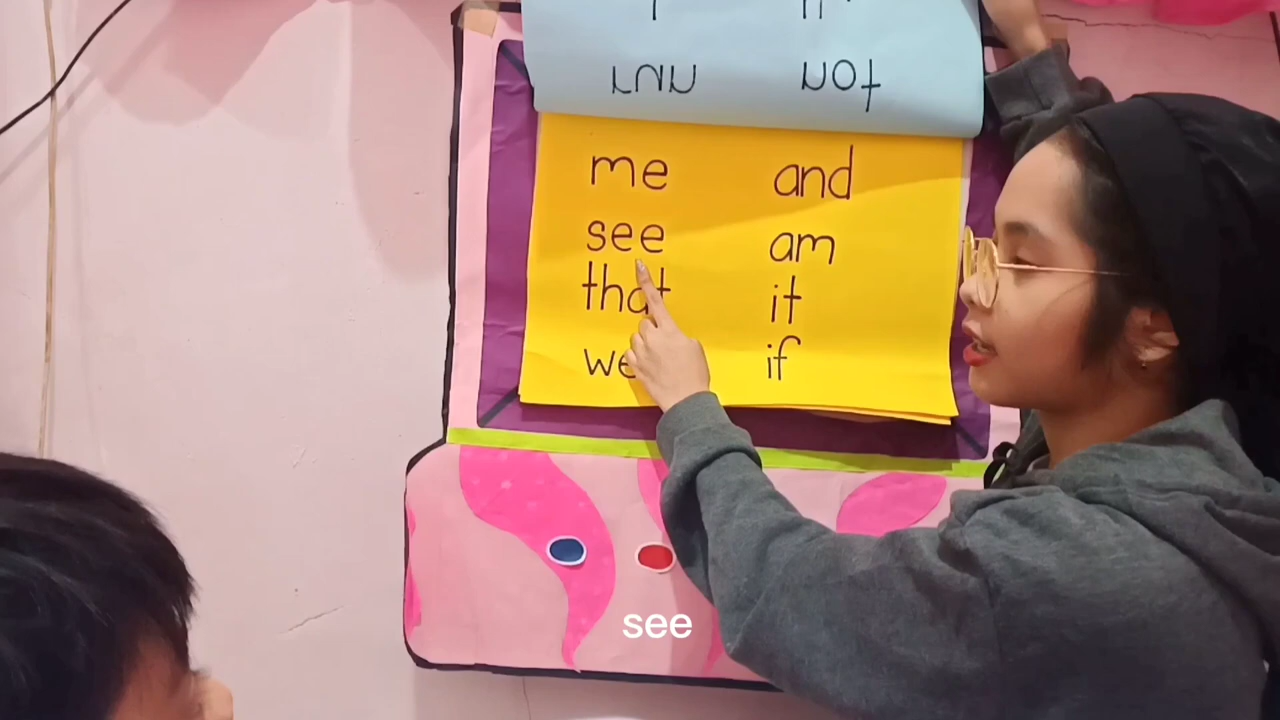 run not
me and
see am
that it
we if
see